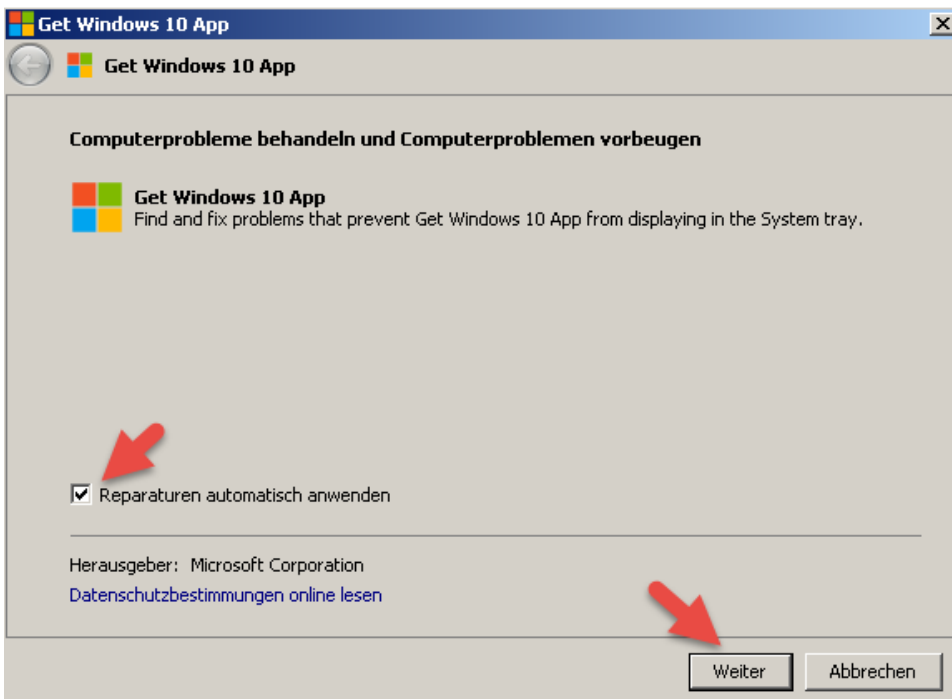 Get Windows 10 App
Get Windows 10 App
Computerprobleme behandeln und Computerproblemen vorbeugen
Get Windows 10 App
Find and fix problems that prevent Get Windows 10 App from displaying in the System tray.
Reparaturen automatisch anwenden
Herausgeber: Microsoft Corporation
Datenschutzbestimmungen online lesen
Weiter Abbrechen